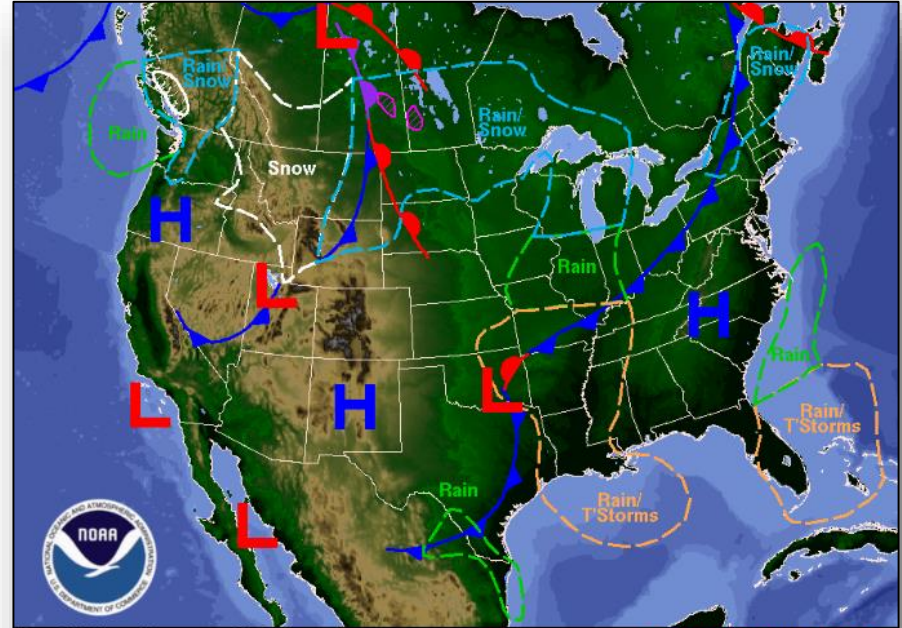 L
Rain/
Snow
Rain/
Snow
Rain
Rain/
Snow
Snow
H
L
Rain
H
Rain
L
H
L
Rain/
T'Storms
Rain
Rain/
T'Storms
L
NATIONAL OCEANIC AND ATMOSPHERIC ADMINISTRATION
NOAA
U.S. DEPARTMENT OF COMMERCE